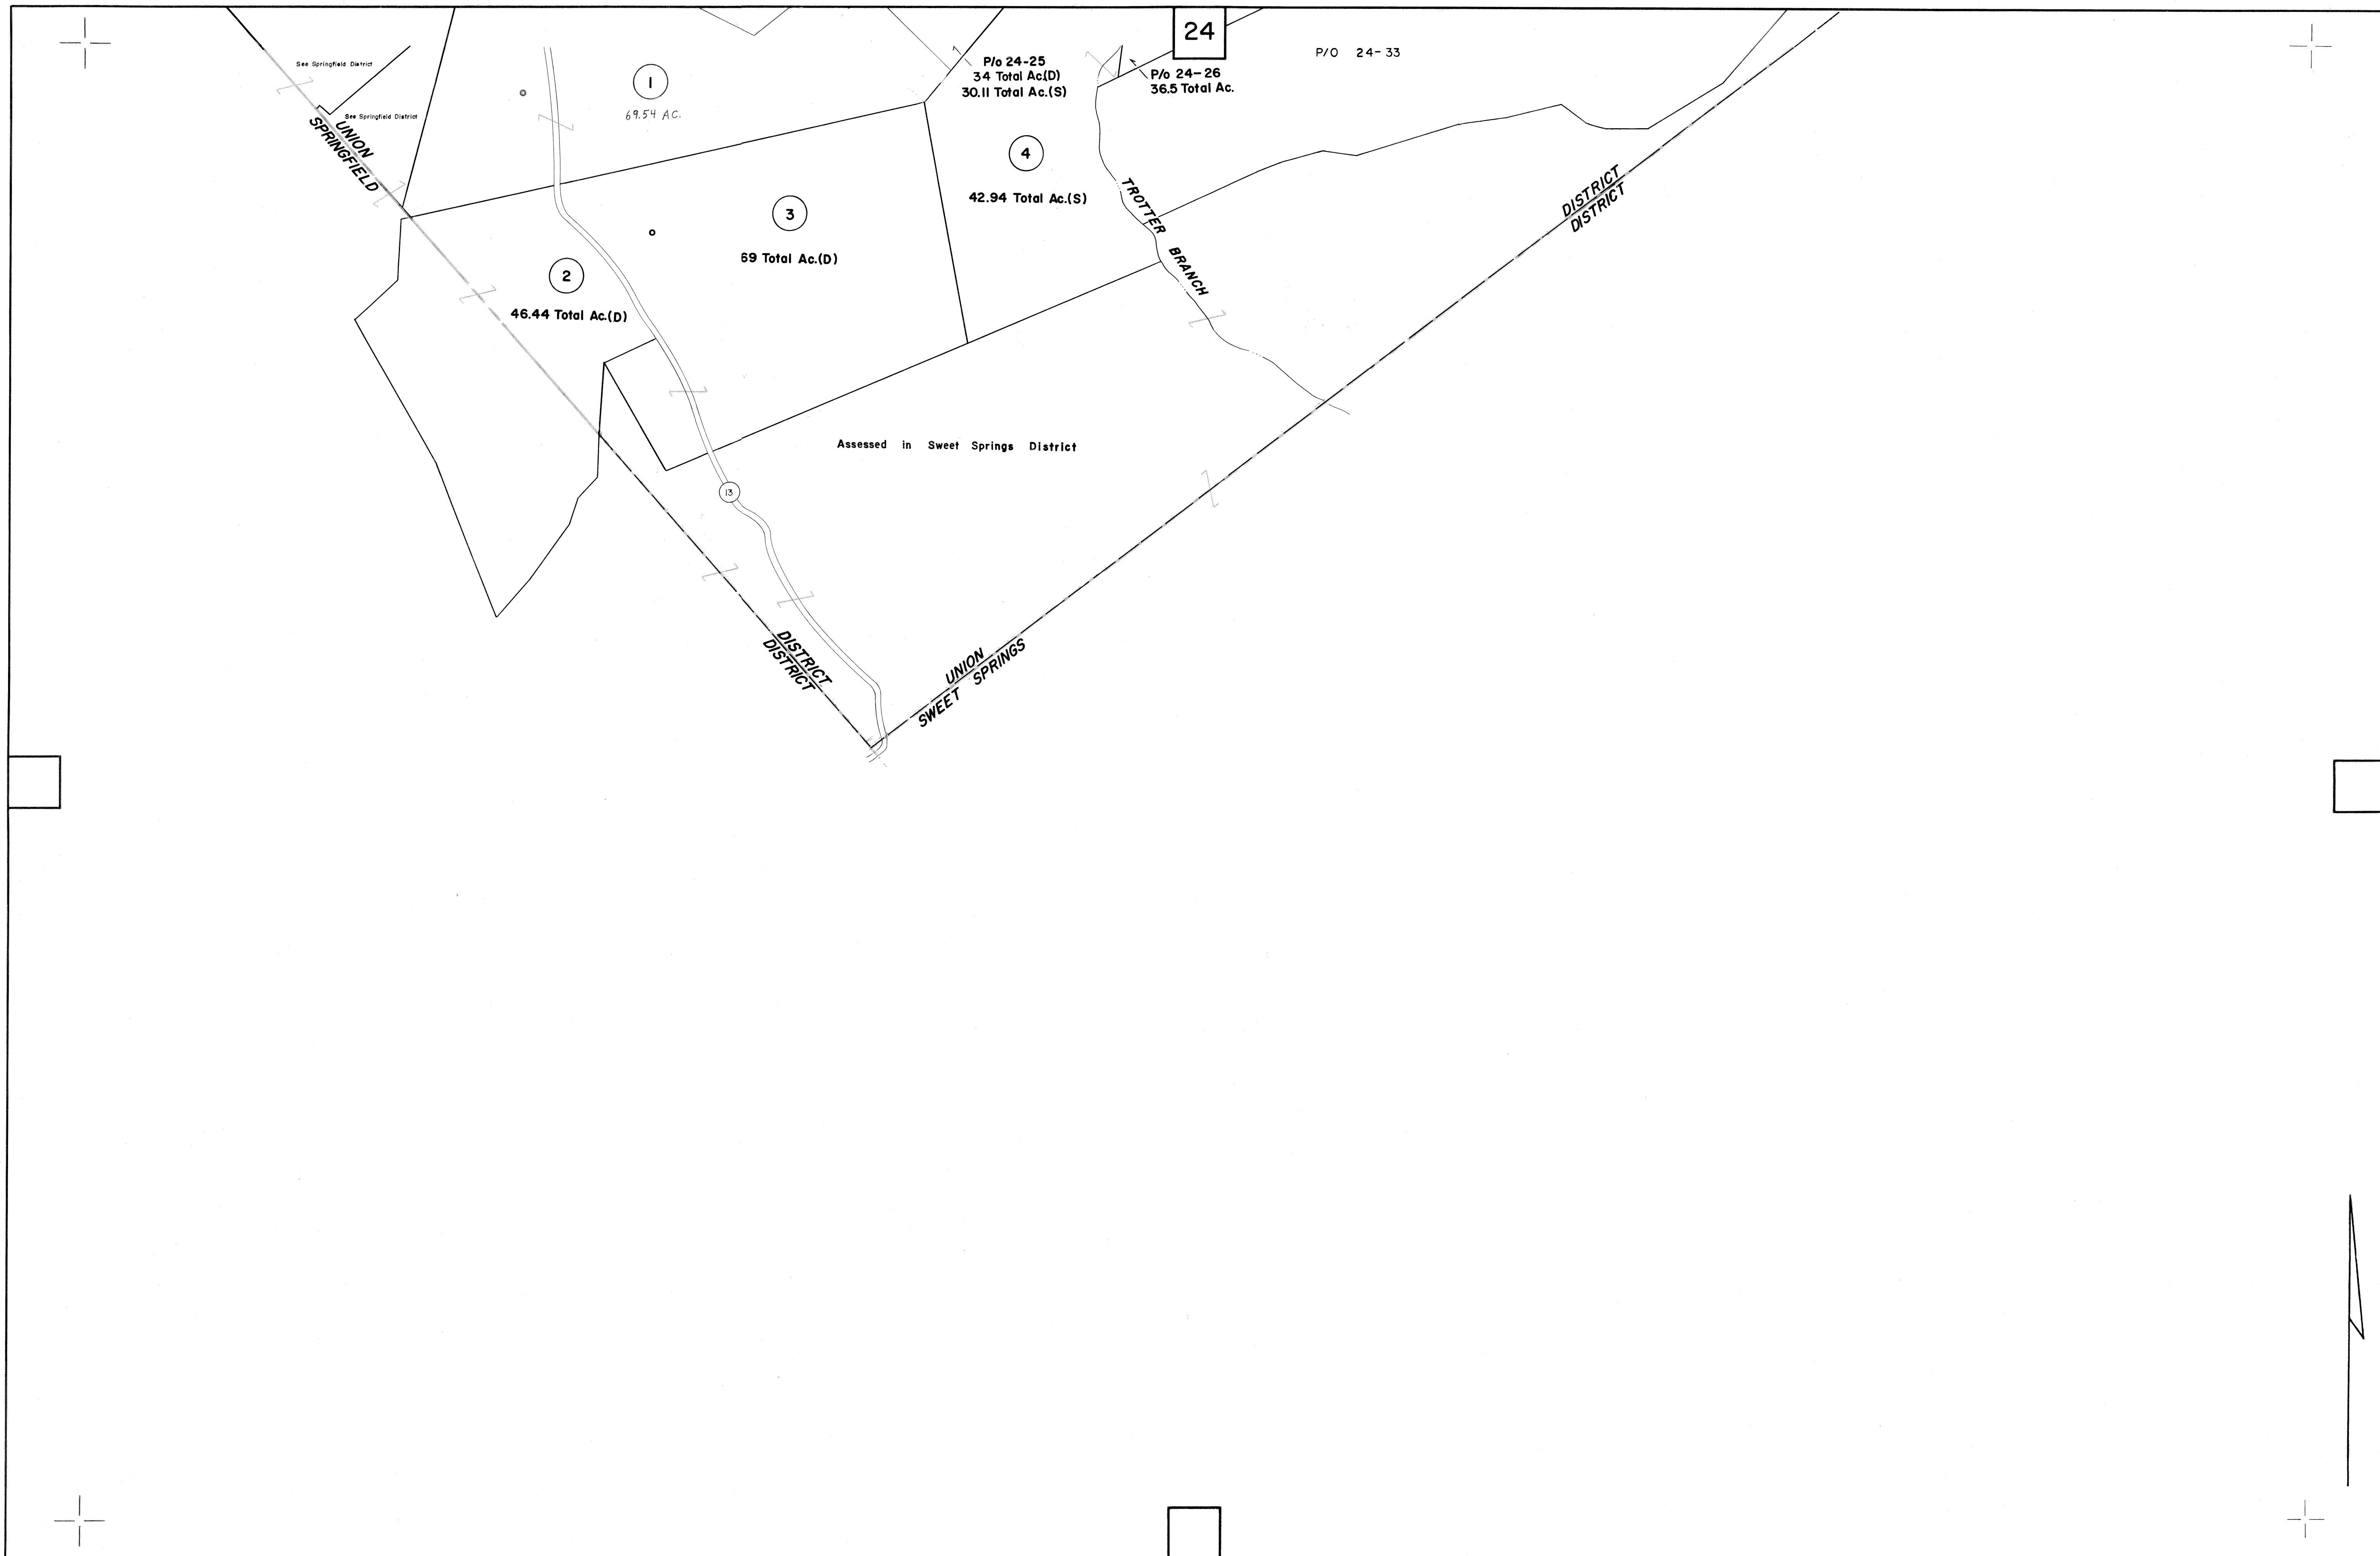 24
See Springfield District
See Springfield District
UNION
SPRINGFIELD
1
69.54 AC.
P/o 24-25
34 Total Ac.(D)
30.11 Total Ac.(S)
P/o 24-26
36.5 Total Ac.
P/O 24-33
4
42.94 Total Ac.(S)
3
69 Total Ac.(D)
2
46.44 Total Ac.(D)
TROTTER BRANCH
DISTRICT
DISTRICT
Assessed in Sweet Springs District
13
DISTRICT
DISTRICT
UNION
SWEET SPRINGS